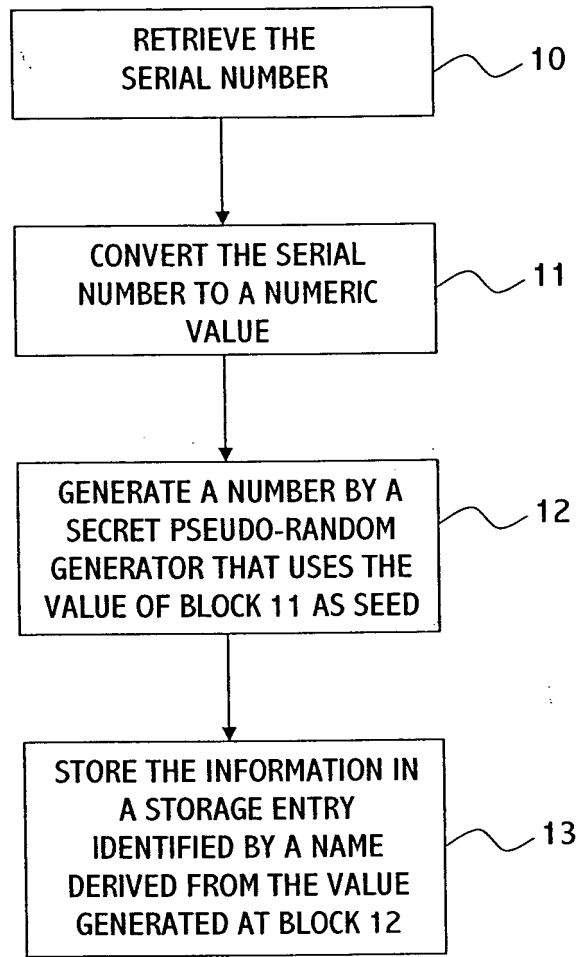 RETRIEVE THE
SERIAL NUMBER
10
CONVERT THE SERIAL
NUMBER TO A NUMERIC
VALUE
11
GENERATE A NUMBER BY A
SECRET PSEUDO-RANDOM
GENERATOR THAT USES THE
VALUE OF BLOCK 11 AS SEED
12
STORE THE INFORMATION IN
A STORAGE ENTRY
IDENTIFIED BY A NAME
DERIVED FROM THE VALUE
GENERATED AT BLOCK 12
13